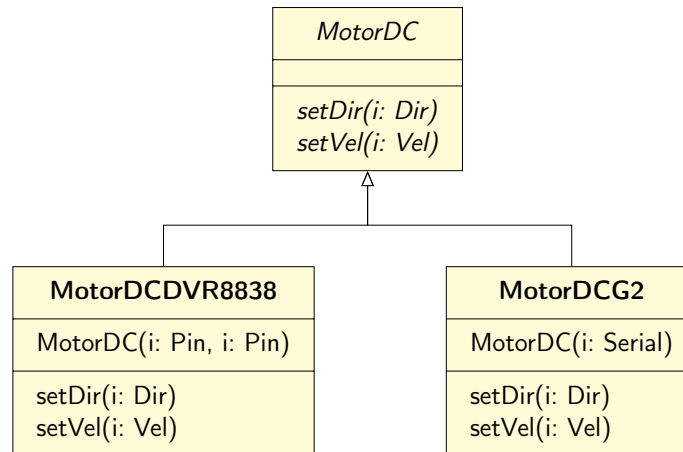 MotorDC
setDir(i: Dir)
setVel(i: Vel)
MotorDCDVR8838
MotorDC(i: Pin, i: Pin)
setDir(i: Dir)
setVel(i: Vel)
MotorDCG2
MotorDC(i: Serial)
setDir(i: Dir)
setVel(i: Vel)